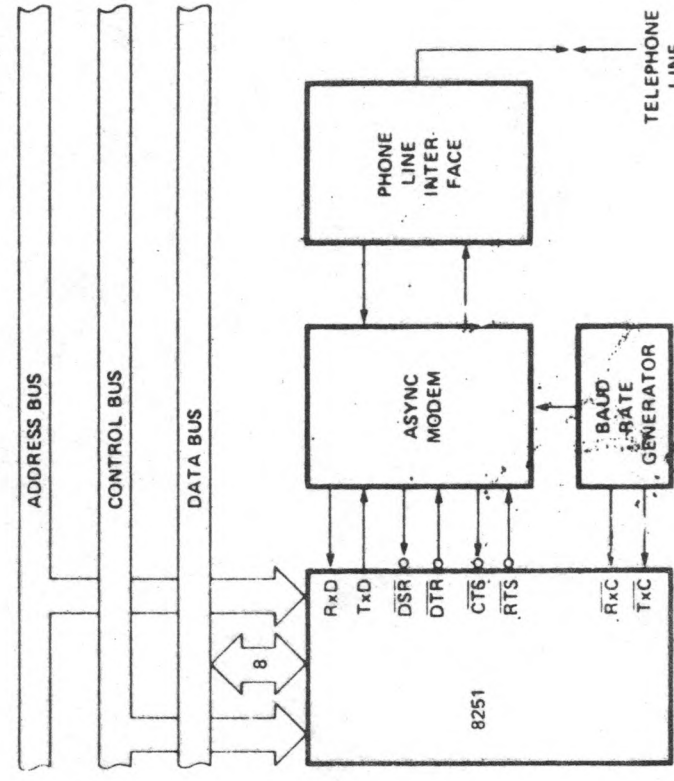 ADDRESS BUS
CONTROL BUS
DATA BUS
8
8251
RxD
TxD
DSR
DTR
CTS
RTS
RxC
TxC
ASYNC
MODEM
BAUD
RATE
GENERATOR
PHONE
LINE
INTER-
FACE
TELEPHONE
LINE